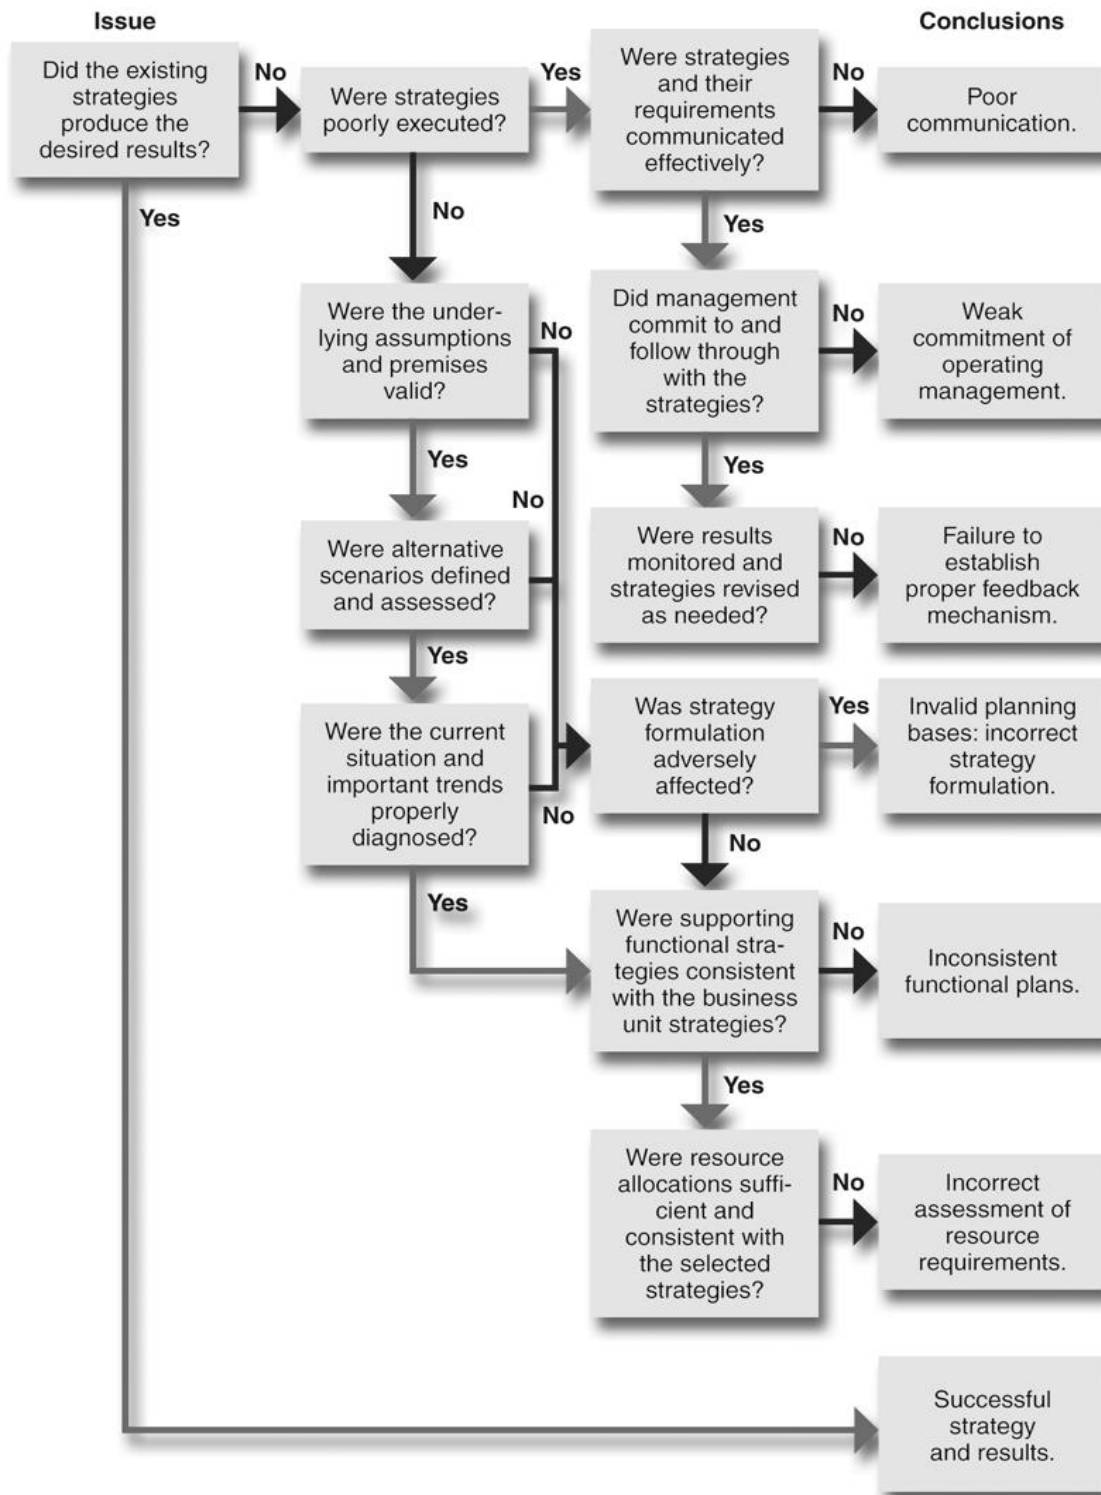 Issue
Conclusions
Did the existing
strategies
produce the
desired results?
No
Were strategies
poorly executed?
Yes
Were strategies
and their
requirements
communicated
effectively?
No
Poor
communication.
Yes
No
Yes
Were the under-
lying assumptions
and premises
valid?
No
Did management
commit to and
follow through
with the
strategies?
No
Weak
commitment of
operating
management.
Yes
Yes
No
Were alternative
scenarios defined
and assessed?
Were results
monitored and
strategies revised
as needed?
No
Failure to
establish
proper feedback
mechanism.
Yes
Were the current
situation and
important trends
properly
diagnosed?
No
Was strategy
formulation
adversely
affected?
Yes
Invalid planning
bases: incorrect
strategy
formulation.
No
Yes
Were supporting
functional stra-
tegies consistent
with the business
unit strategies?
No
Inconsistent
functional plans.
Yes
Were resource
allocations suffi-
cient and
consistent with
the selected
strategies?
No
Incorrect
assessment of
resource
requirements.
Successful
strategy
and results.